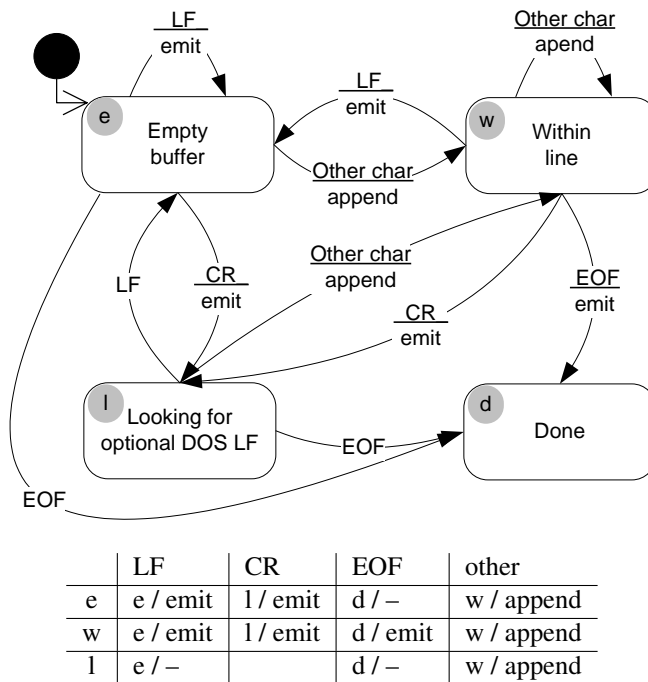 LF
emit
Other char
apend
e
Empty
buffer
LF
emit
w
Within
line
Other char
append
LF
CR
emit
Other char
append
CR
emit
EOF
emit
l
Looking for
optional DOS LF
EOF
d
Done
EOF
LF CR EOF other
e e / emit l / emit d / – w / append
w e / emit l / emit d / emit w / append
l e / – d / – w / append